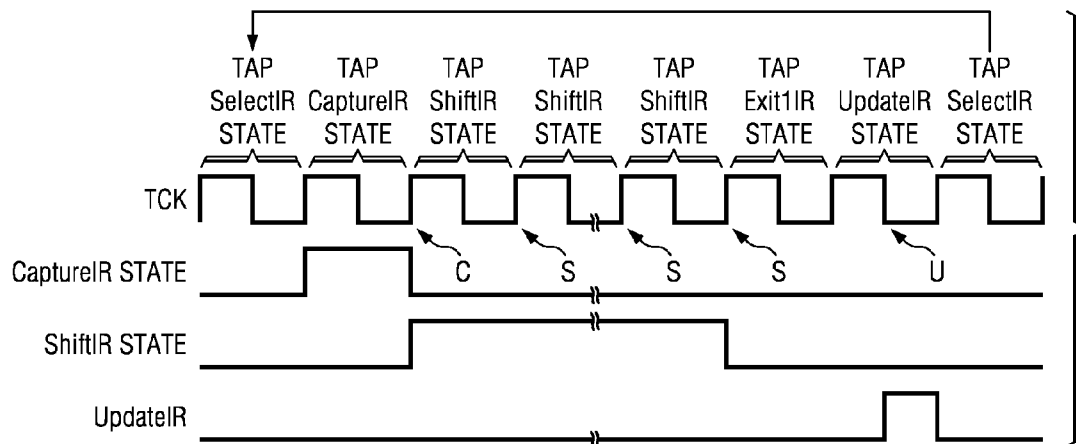 TAP TAP TAP TAP TAP TAP TAP TAP
SelectIR CaptureIR ShiftIR ShiftIR ShiftIR Exit1IR UpdateIR SelectIR
STATE STATE STATE STATE STATE STATE STATE STATE
TCK
C S S S U
CaptureIR STATE
ShiftIR STATE
UpdateIR